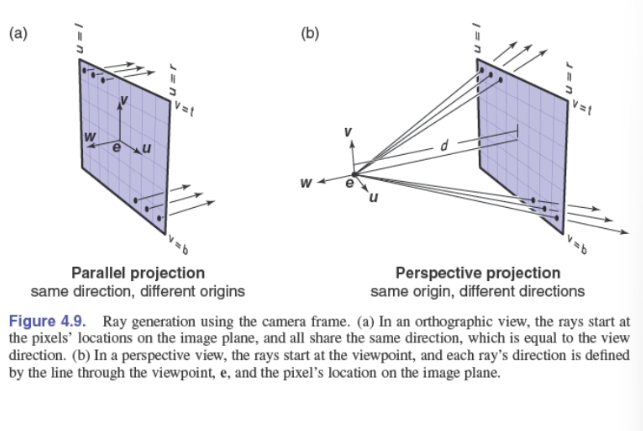 (a)
u = l
u = r
v = t
v
w
e
u
v = b
Parallel projection
same direction, different origins
(b)
u = l
u = r
v = t
d
v
w
e
u
v = b
Perspective projection
same origin, different directions
Figure 4.9. Ray generation using the camera frame. (a) In an orthographic view, the rays start at
the pixels' locations on the image plane, and all share the same direction, which is equal to the view
direction. (b) In a perspective view, the rays start at the viewpoint, and each ray's direction is defined
by the line through the viewpoint, e, and the pixel's location on the image plane.